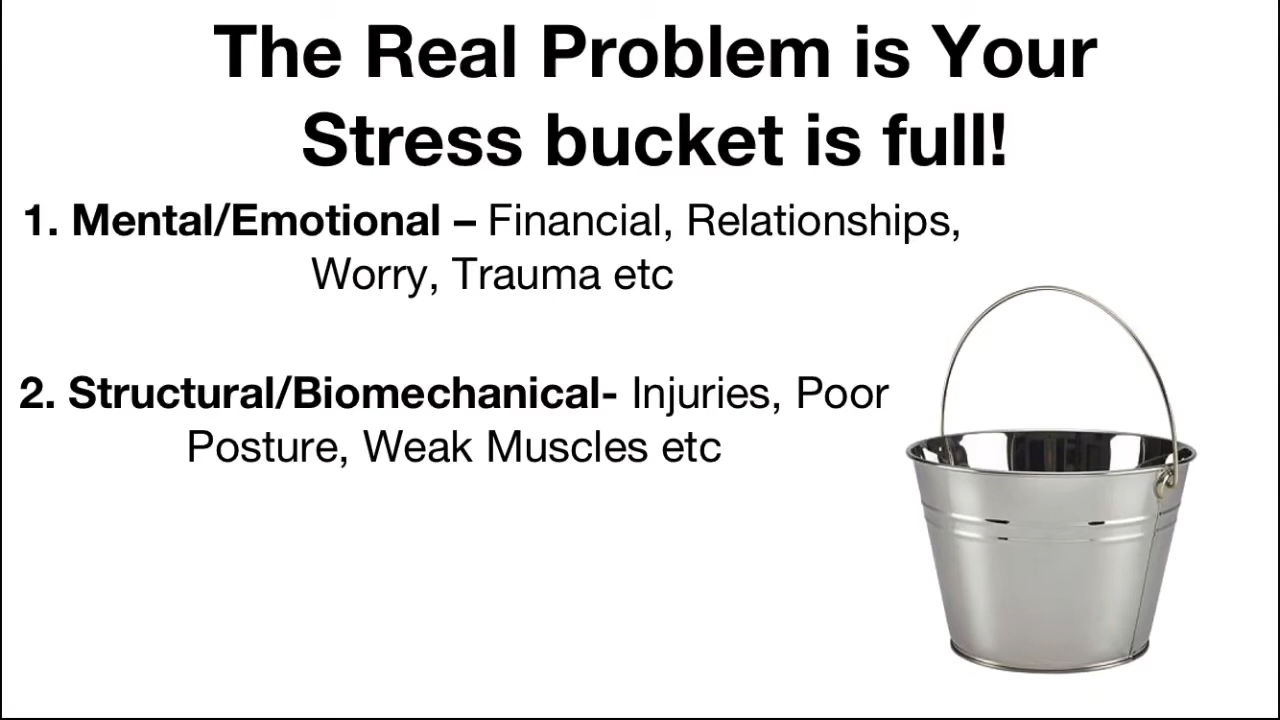 The Real Problem is Your
Stress bucket is full!
1. Mental/Emotional – Financial, Relationships,
Worry, Trauma etc
2. Structural/Biomechanical- Injuries, Poor
Posture, Weak Muscles etc